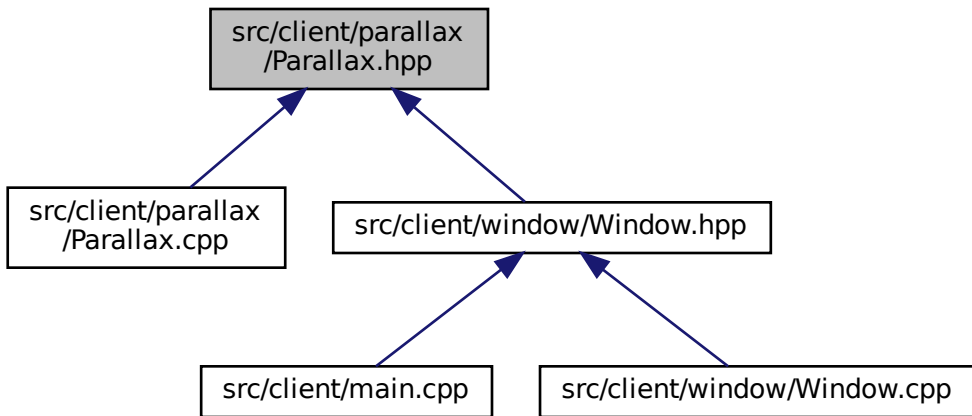 src/client/parallax
/Parallax.hpp
src/client/parallax
/Parallax.cpp
src/client/window/Window.hpp
src/client/main.cpp
src/client/window/Window.cpp